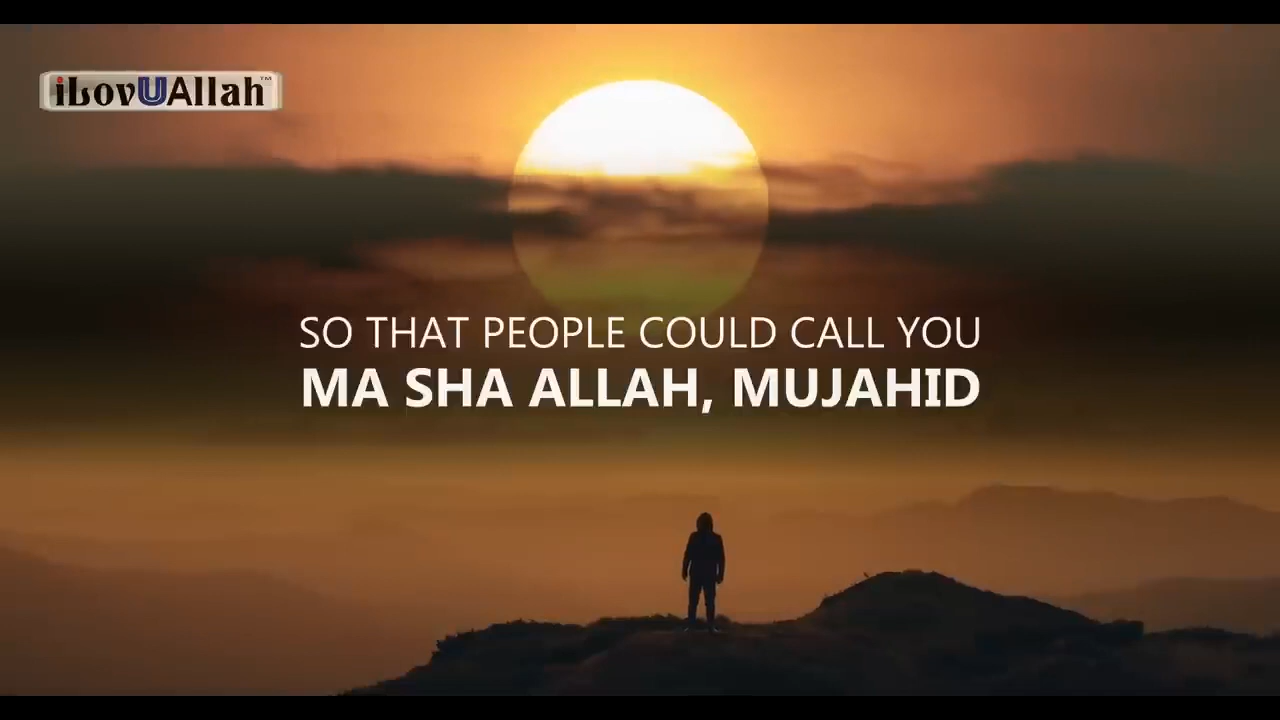 iLovUAllah™
SO THAT PEOPLE COULD CALL YOU
MA SHA ALLAH, MUJAHID